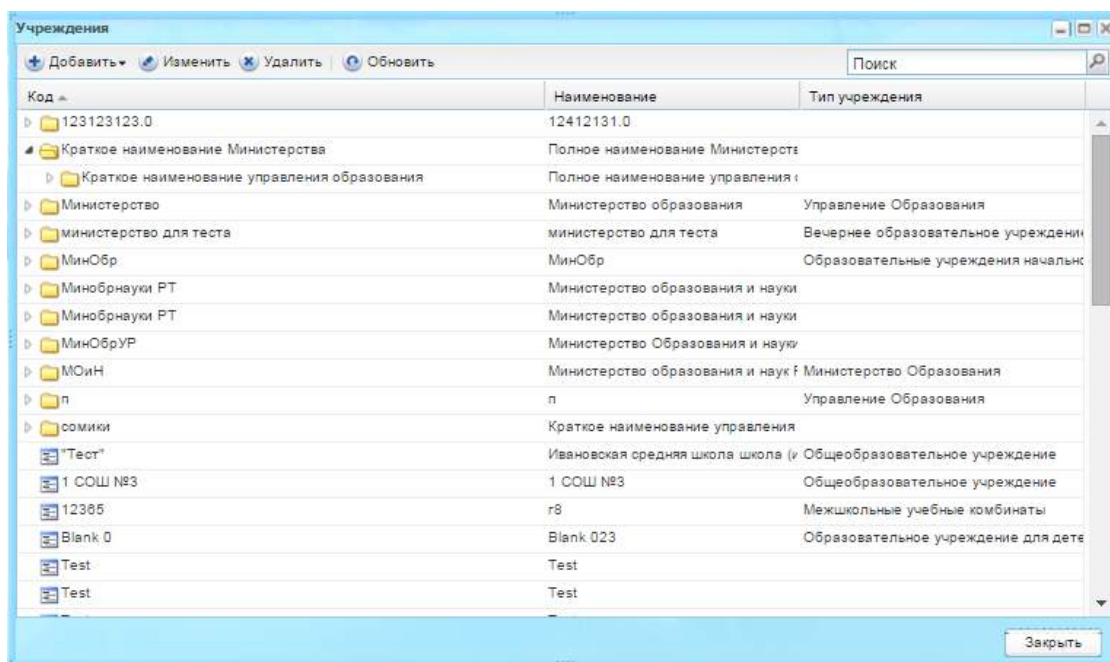 Учреждения
Добавить Изменить Удалить Обновить Поиск
Код Наименование Тип учреждения
123123123.0 12412131.0
Краткое наименование Министерства Полное наименование Министерств
Краткое наименование управления образования Полное наименование управления
Министерство Министерство образования Управление Образования
министерство для теста министерство для теста Вечернее образовательное учреждени
МинОбр МинОбр Образовательные учреждения начальн
Минобрнауки РТ Министерство образования и науки
Минобрнауки РТ Министерство образования и науки
МинОбрУР Министерство Образования и науки
МОиН Министерство образования и наук Министерство Образования
п п Управление Образования
сомики Краткое наименование управления
"Тест" Ивановская средняя школа школа ( Общеобразовательное учреждение
1 СОШ №3 1 СОШ №3 Общеобразовательное учреждение
12365 r8 Межшкольные учебные комбинаты
Blank 0 Blank 023 Образовательное учреждение для дете
Test Test
Test Test
Закрыть